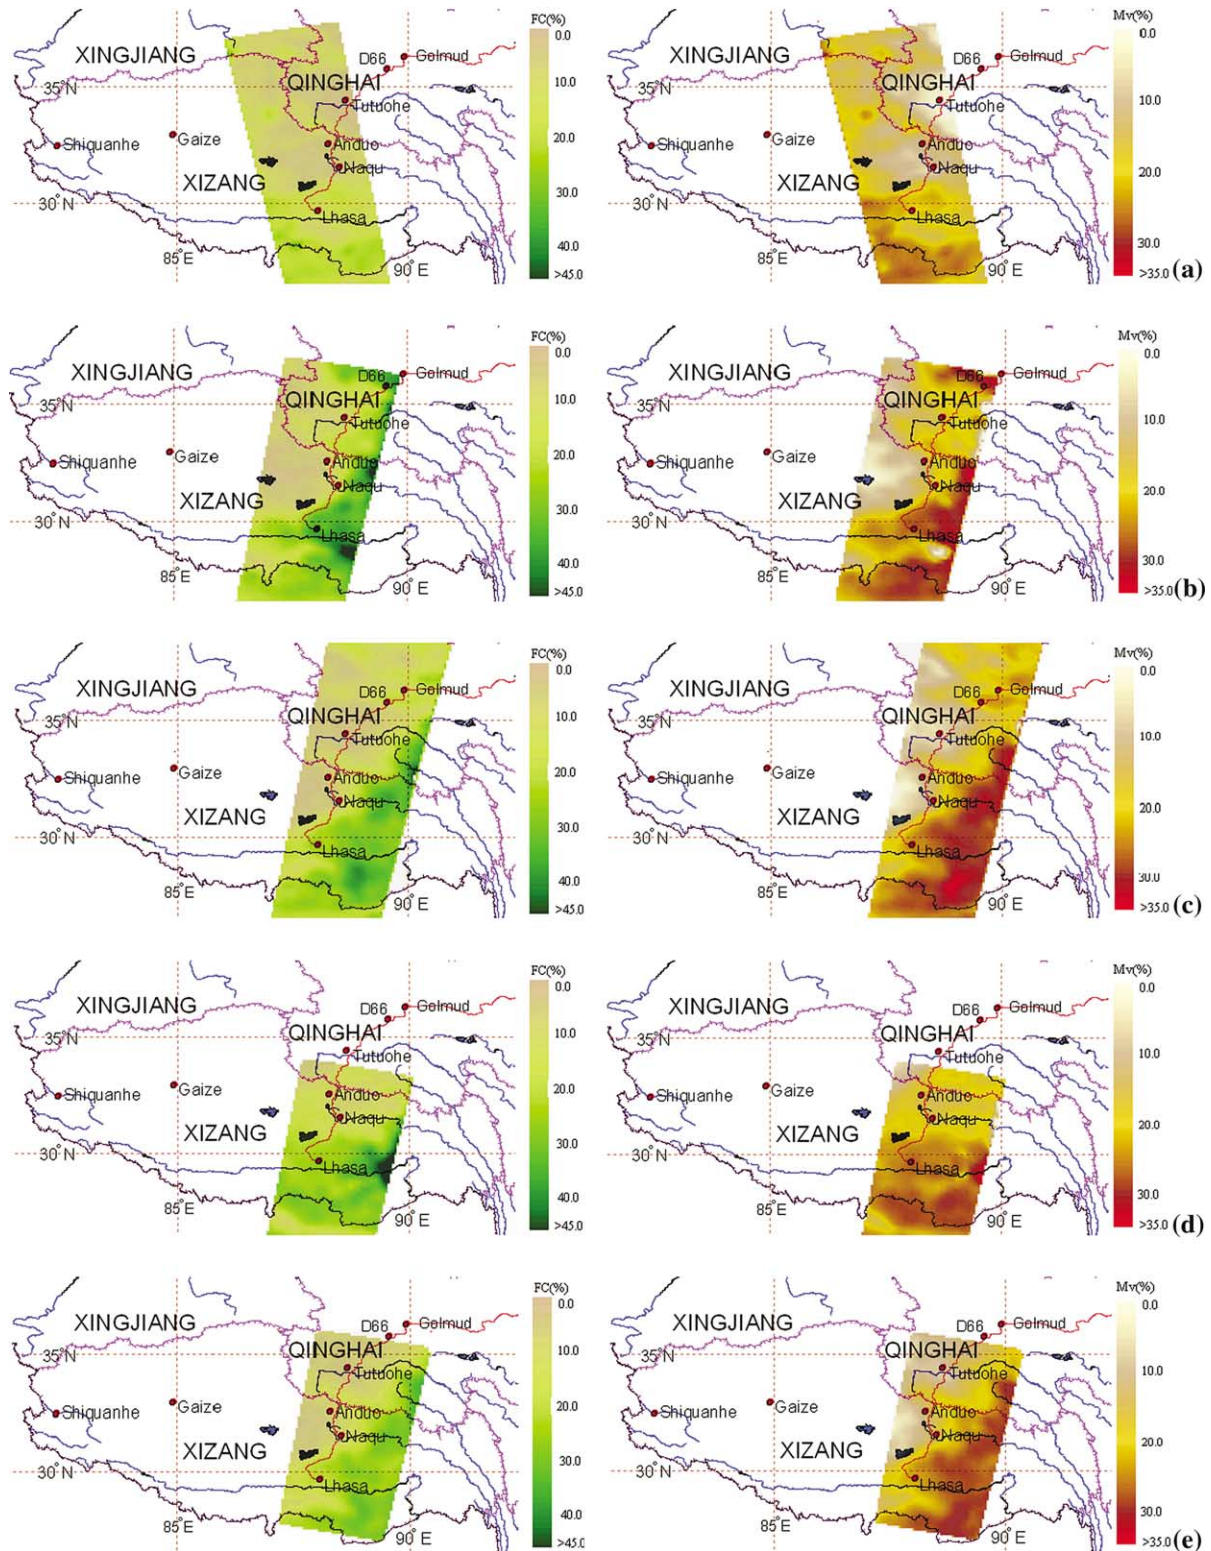 FC(%)
0.0
10.0
20.0
30.0
40.0
>45.0
XINGJIANG
D66
Golmud
QINGHAI
35°N
Tutuohe
Shiquanhe
Gaize
Anduo
Naqu
XIZANG
30°N
Lhasa
85°E
90°E
Mv(%)
0.0
10.0
20.0
30.0
>35.0
XINGJIANG
D66
Golmud
QINGHAI
35°N
Tutuohe
Shiquanhe
Gaize
Anduo
Naqu
XIZANG
30°N
Lhasa
85°E
90°E
(a)
FC(%)
0.0
10.0
20.0
30.0
40.0
>45.0
XINGJIANG
D66
Golmud
QINGHAI
35°N
Tutuohe
Shiquanhe
Gaize
Anduo
Naqu
XIZANG
30°N
Lhasa
85°E
90°E
Mv(%)
0.0
10.0
20.0
30.0
>35.0
XINGJIANG
D66
Golmud
QINGHAI
35°N
Tutuohe
Shiquanhe
Gaize
Anduo
Naqu
XIZANG
30°N
Lhasa
85°E
90°E
(b)
FC(%)
0.0
10.0
20.0
30.0
40.0
>45.0
XINGJIANG
D66
Golmud
QINGHAI
35°N
Tutuohe
Shiquanhe
Gaize
Anduo
Naqu
XIZANG
30°N
Lhasa
85°E
90°E
Mv(%)
0.0
10.0
20.0
30.0
>35.0
XINGJIANG
D66
Golmud
QINGHAI
35°N
Tutuohe
Shiquanhe
Gaize
Anduo
Naqu
XIZANG
30°N
Lhasa
85°E
90°E
(c)
FC(%)
0.0
10.0
20.0
30.0
40.0
>45.0
XINGJIANG
D66
Golmud
QINGHAI
35°N
Tutuohe
Shiquanhe
Gaize
Anduo
Naqu
XIZANG
30°N
Lhasa
85°E
90°E
Mv(%)
0.0
10.0
20.0
30.0
>35.0
XINGJIANG
D66
Golmud
QINGHAI
35°N
Tutuohe
Shiquanhe
Gaize
Anduo
Naqu
XIZANG
30°N
Lhasa
85°E
90°E
(d)
FC(%)
0.0
10.0
20.0
30.0
40.0
>45.0
XINGJIANG
D66
Golmud
QINGHAI
35°N
Tutuohe
Shiquanhe
Gaize
Anduo
Naqu
XIZANG
30°N
Lhasa
85°E
90°E
Mv(%)
0.0
10.0
20.0
30.0
>35.0
XINGJIANG
D66
Golmud
QINGHAI
35°N
Tutuohe
Shiquanhe
Gaize
Anduo
Naqu
XIZANG
30°N
Lhasa
85°E
90°E
(e)